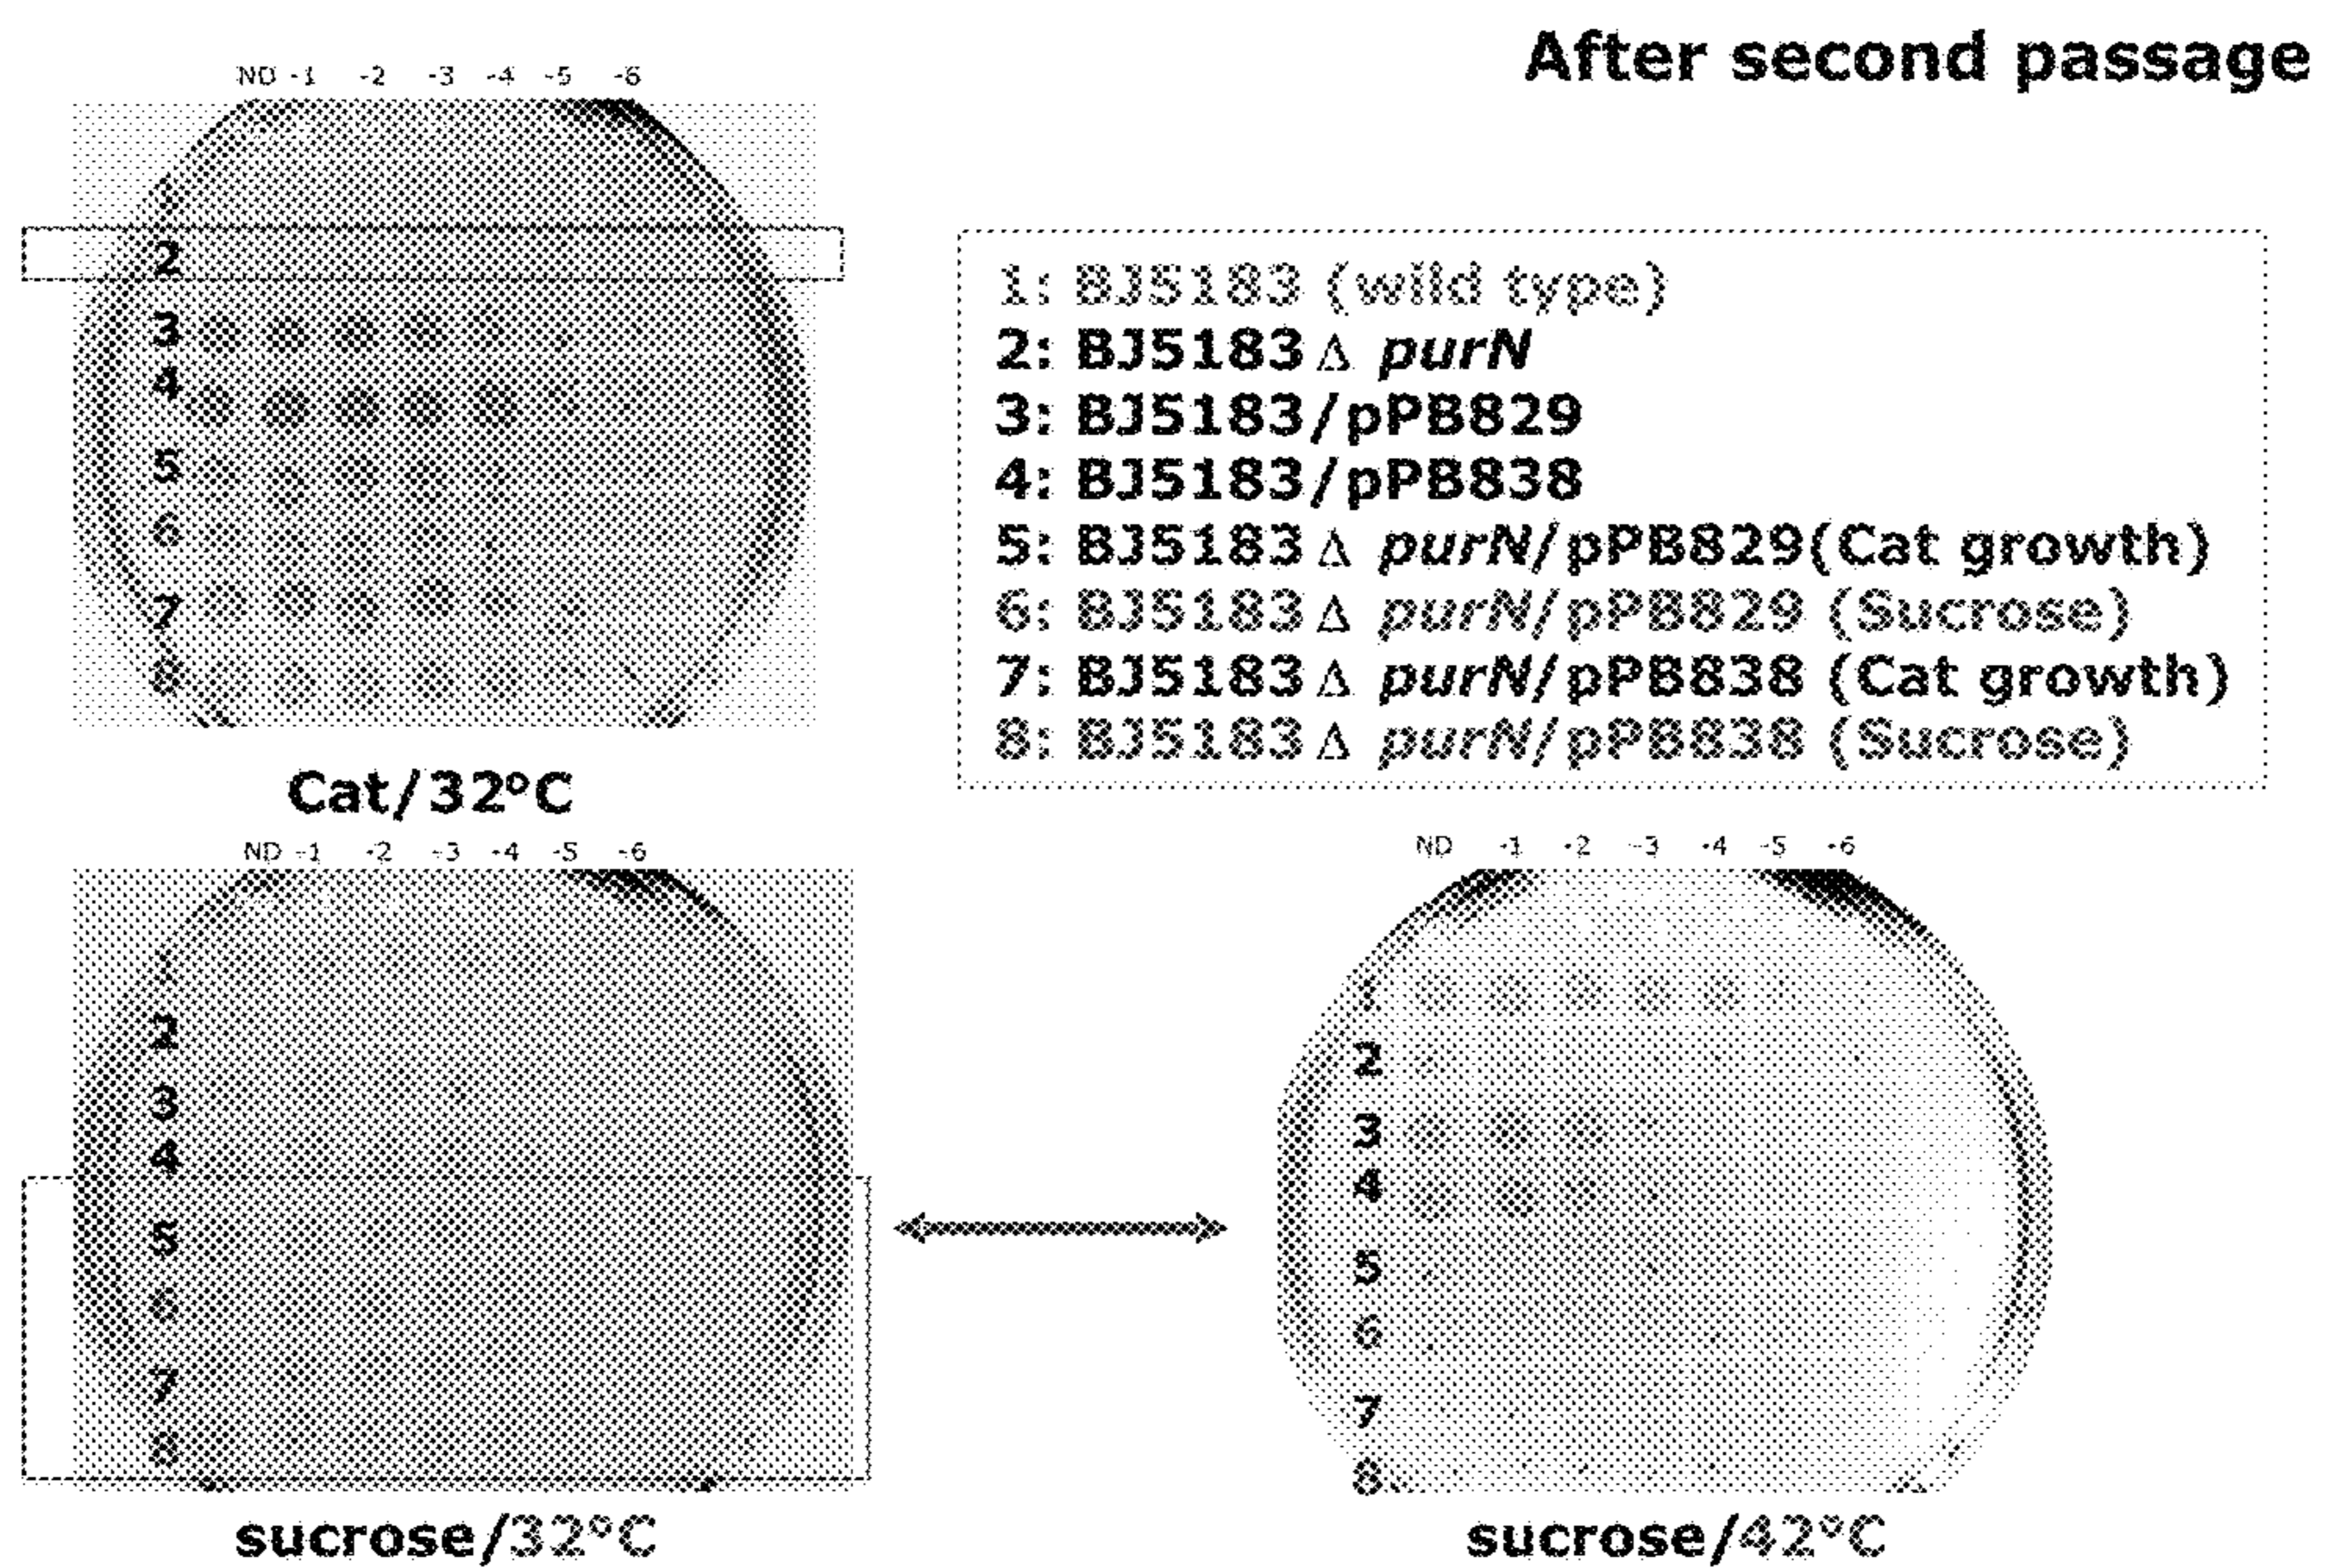 After second passage
ND -1 -2 -3 -4 -5 -6
1
2
3
4
5
6
7
8
Cat/32°C
1: BJ5183 (wild type)
2: BJ5183 Δ purN
3: BJ5183/pPB829
4: BJ5183/pPB838
5: BJ5183 Δ purN/pPB829(Cat growth)
6: BJ5183 Δ purN/pPB829 (Sucrose)
7: BJ5183 Δ purN/pPB838 (Cat growth)
8: BJ5183 Δ purN/pPB838 (Sucrose)
ND -1 -2 -3 -4 -5 -6
1
2
3
4
5
6
7
8
sucrose/32°C
ND -1 -2 -3 -4 -5 -6
1
2
3
4
5
6
7
8
sucrose/42°C